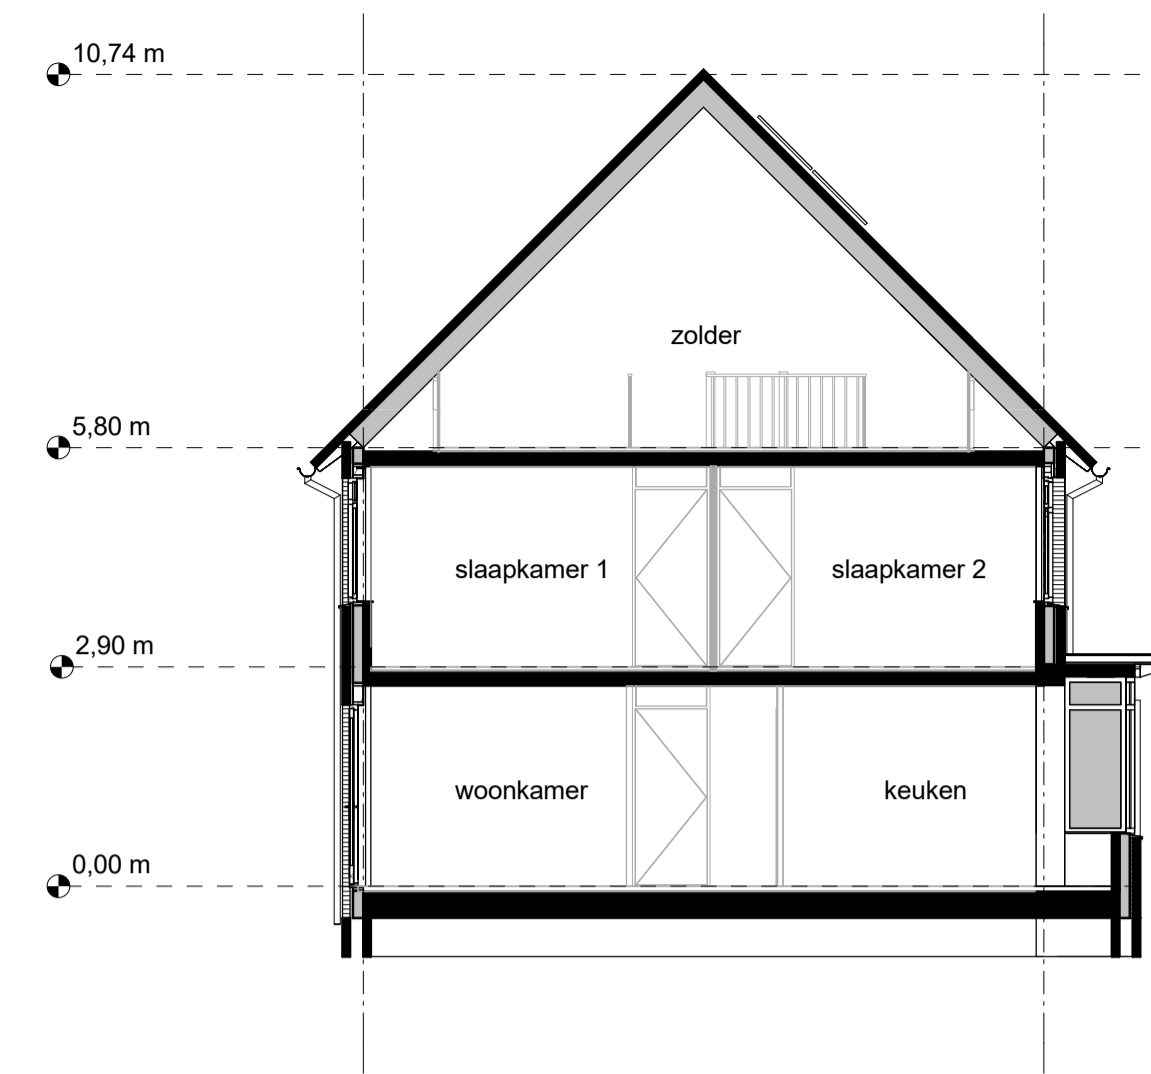 10,74 m
zolder
5,80 m
slaapkamer 1
slaapkamer 2
2,90 m
woonkamer
keuken
0,00 m